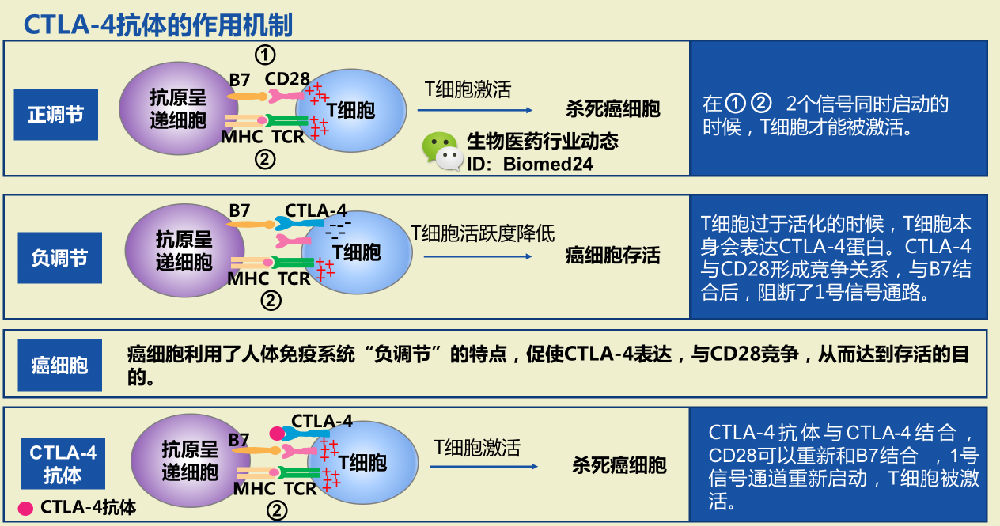 CTLA-4抗体的作用机制
正调节
①
B7 CD28
抗原呈
递细胞
T细胞
MHC TCR
②
T细胞激活
杀死癌细胞
生物医药行业动态
ID：Biomed24
在①② 2个信号同时启动的
时候，T细胞才能被激活。
负调节
B7 CTLA-4
抗原呈
递细胞
T细胞
MHC TCR
②
T细胞活跃度降低
癌细胞存活
T细胞过于活化的时候，T细胞本
身会表达CTLA-4蛋白。CTLA-4
与CD28形成竞争关系，与B7结
合后，阻断了1号信号通路。
癌细胞
癌细胞利用了人体免疫系统“负调节”的特点，促使CTLA-4表达，与CD28竞争，从而达到存活的目
的。
CTLA-4
抗体
CTLA-4抗体
CTLA-4
B7
抗原呈
递细胞
T细胞
MHC TCR
②
T细胞激活
杀死癌细胞
CTLA-4抗体与CTLA-4结合，
CD28可以重新和B7结合 ，1号
信号通道重新启动，T细胞被激
活。